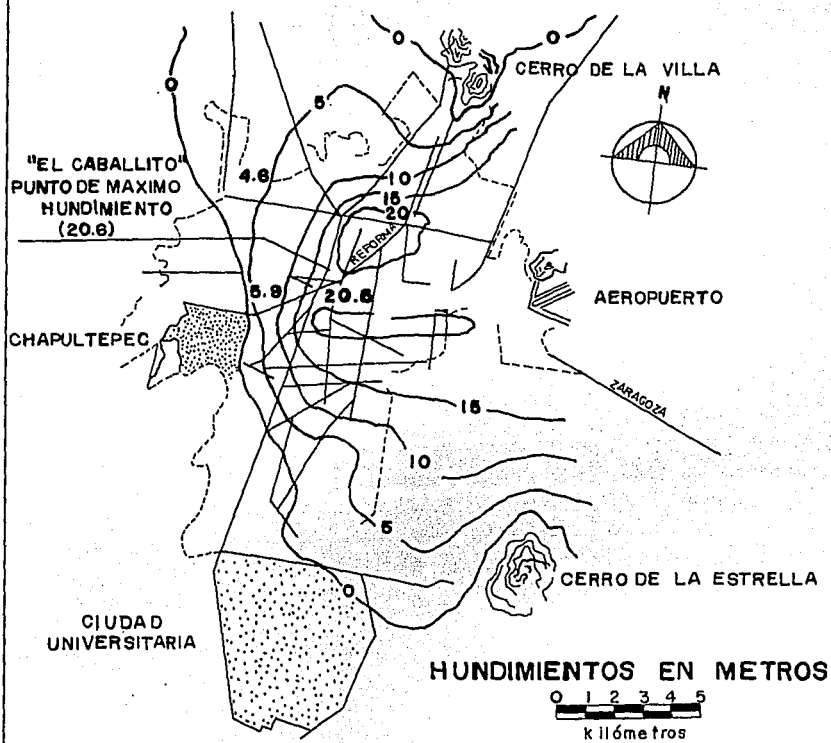 0
0
0
CERRO DE LA VILLA
N
5
"EL CABALLITO"
PUNTO DE MAXIMO
HUNDIMIENTO
(20.6)
4.6
10
15
20
REFORMA
5.9
20.6
AEROPUERTO
CHAPULTEPEC
ZARAGOZA
15
10
5
0
CERRO DE LA ESTRELLA
CIUDAD
UNIVERSITARIA
HUNDIMIENTOS EN METROS
0 1 2 3 4 5
kilómetros